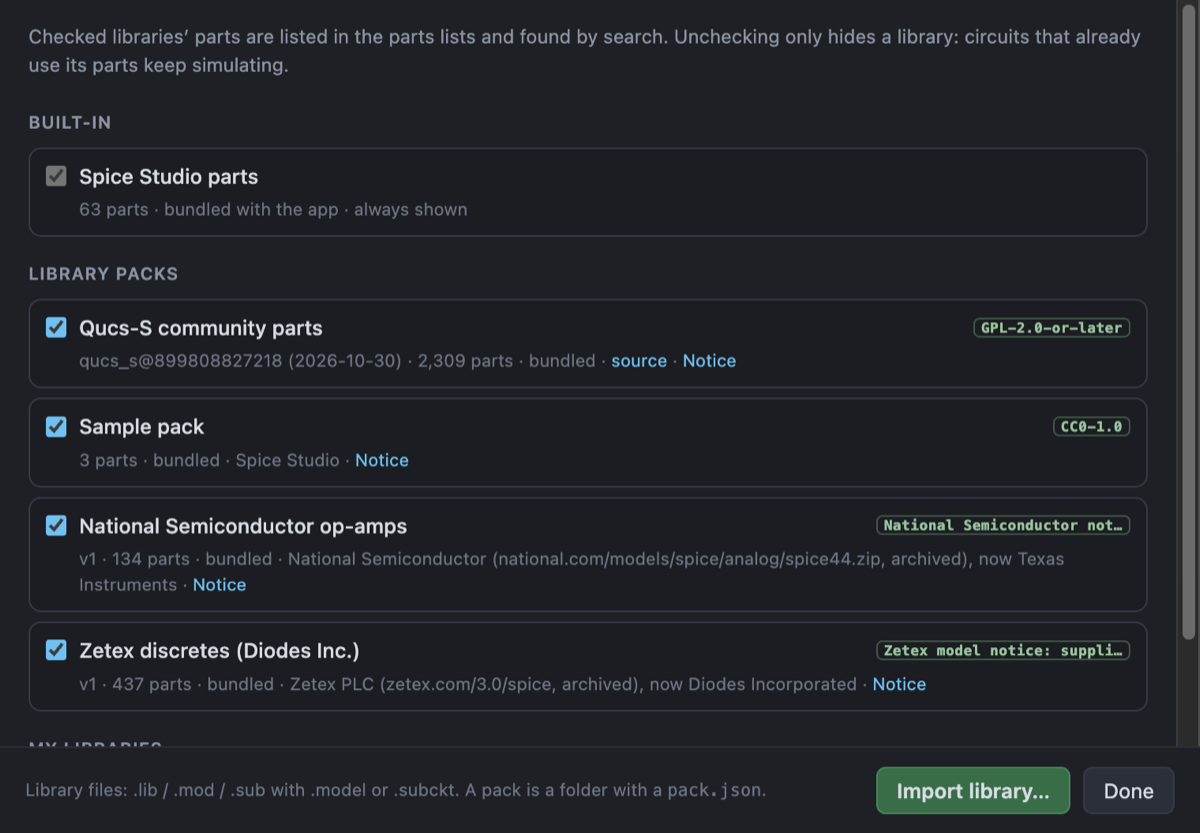 Checked libraries’ parts are listed in the parts lists and found by search. Unchecking only hides a library: circuits that already
use its parts keep simulating.
BUILT-IN
Spice Studio parts
63 parts · bundled with the app · always shown
LIBRARY PACKS
Qucs-S community parts
GPL-2.0-or-later
qucs_s@899808827218 (2026-10-30) · 2,309 parts · bundled · source · Notice
Sample pack
CC0-1.0
3 parts · bundled · Spice Studio · Notice
National Semiconductor op-amps
National Semiconductor not…
v1 · 134 parts · bundled · National Semiconductor (national.com/models/spice/analog/spice44.zip, archived), now Texas
Instruments · Notice
Zetex discretes (Diodes Inc.)
Zetex model notice: suppli…
v1 · 437 parts · bundled · Zetex PLC (zetex.com/3.0/spice, archived), now Diodes Incorporated · Notice
MY LIBRARIES
Library files: .lib / .mod / .sub with .model or .subckt. A pack is a folder with a pack.json.
Import library...
Done